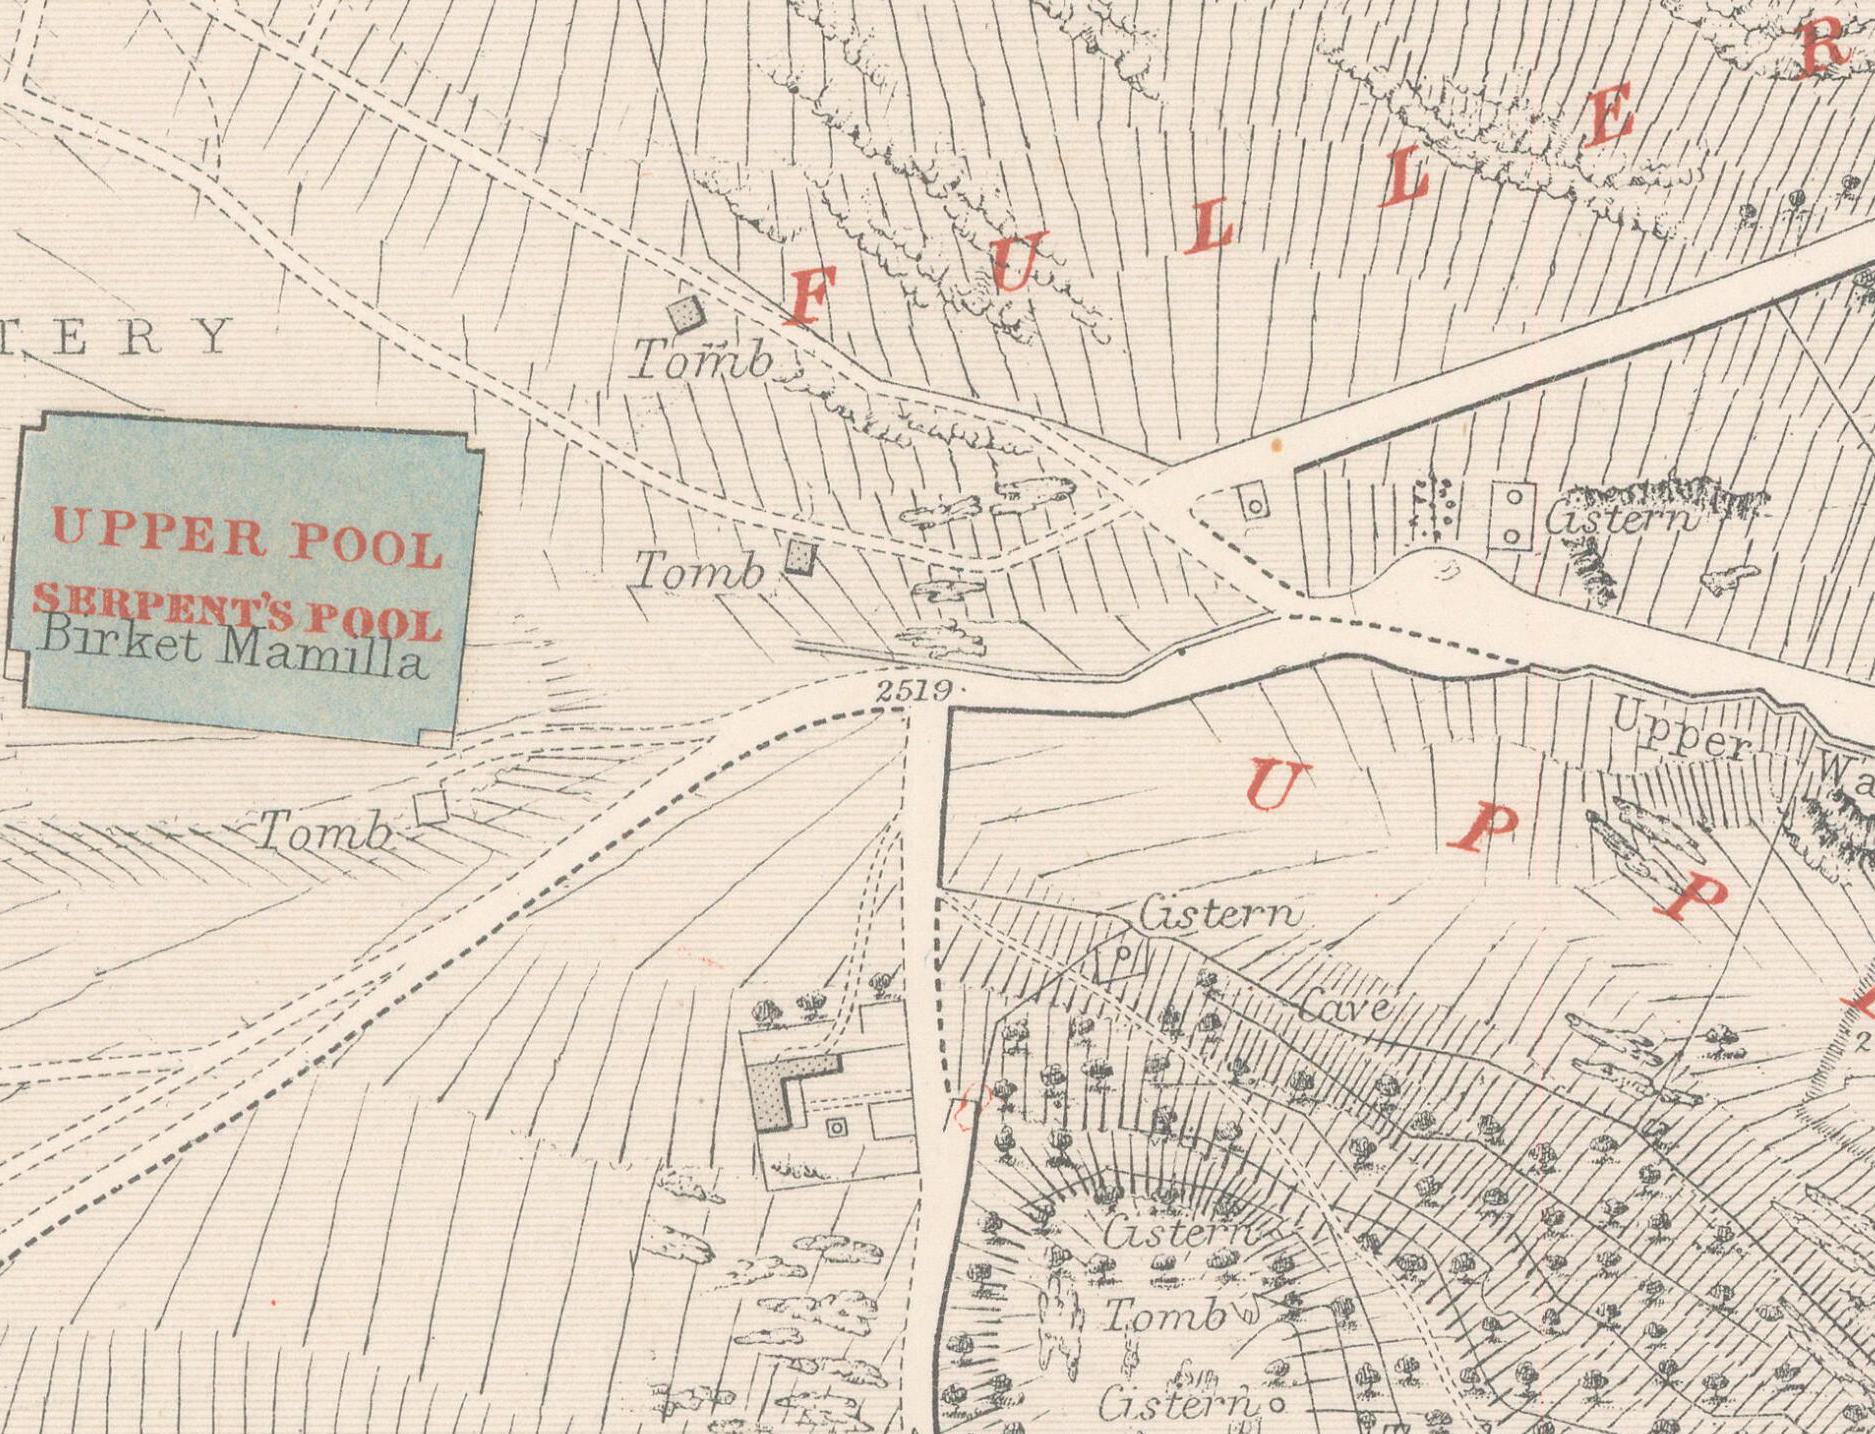 FULLER
TERY
Tomb
UPPER POOL
SERPENT'S POOL
Birket Mamilla
Cistern
Tomb
2519
Upper
Wa
UPP
Tomb
Cistern
Cave
Cistern
Tomb
Cistern